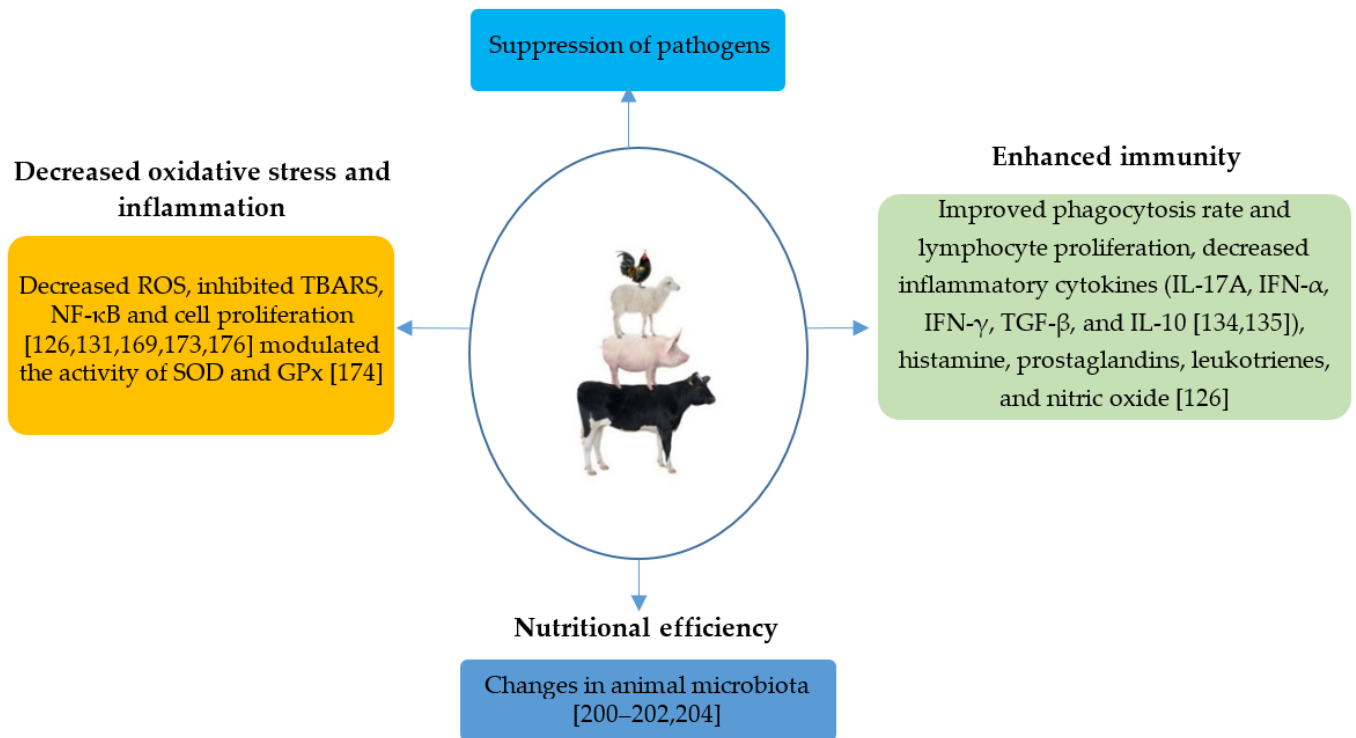 Suppression of pathogens
Decreased oxidative stress and
inflammation
Decreased ROS, inhibited TBARS,
NF-κB and cell proliferation
[126,131,169,173,176] modulated
the activity of SOD and GPx [174]
Enhanced immunity
Improved phagocytosis rate and
lymphocyte proliferation, decreased
inflammatory cytokines (IL-17A, IFN-α,
IFN-γ, TGF-β, and IL-10 [134,135]),
histamine, prostaglandins, leukotrienes,
and nitric oxide [126]
Nutritional efficiency
Changes in animal microbiota
[200–202,204]